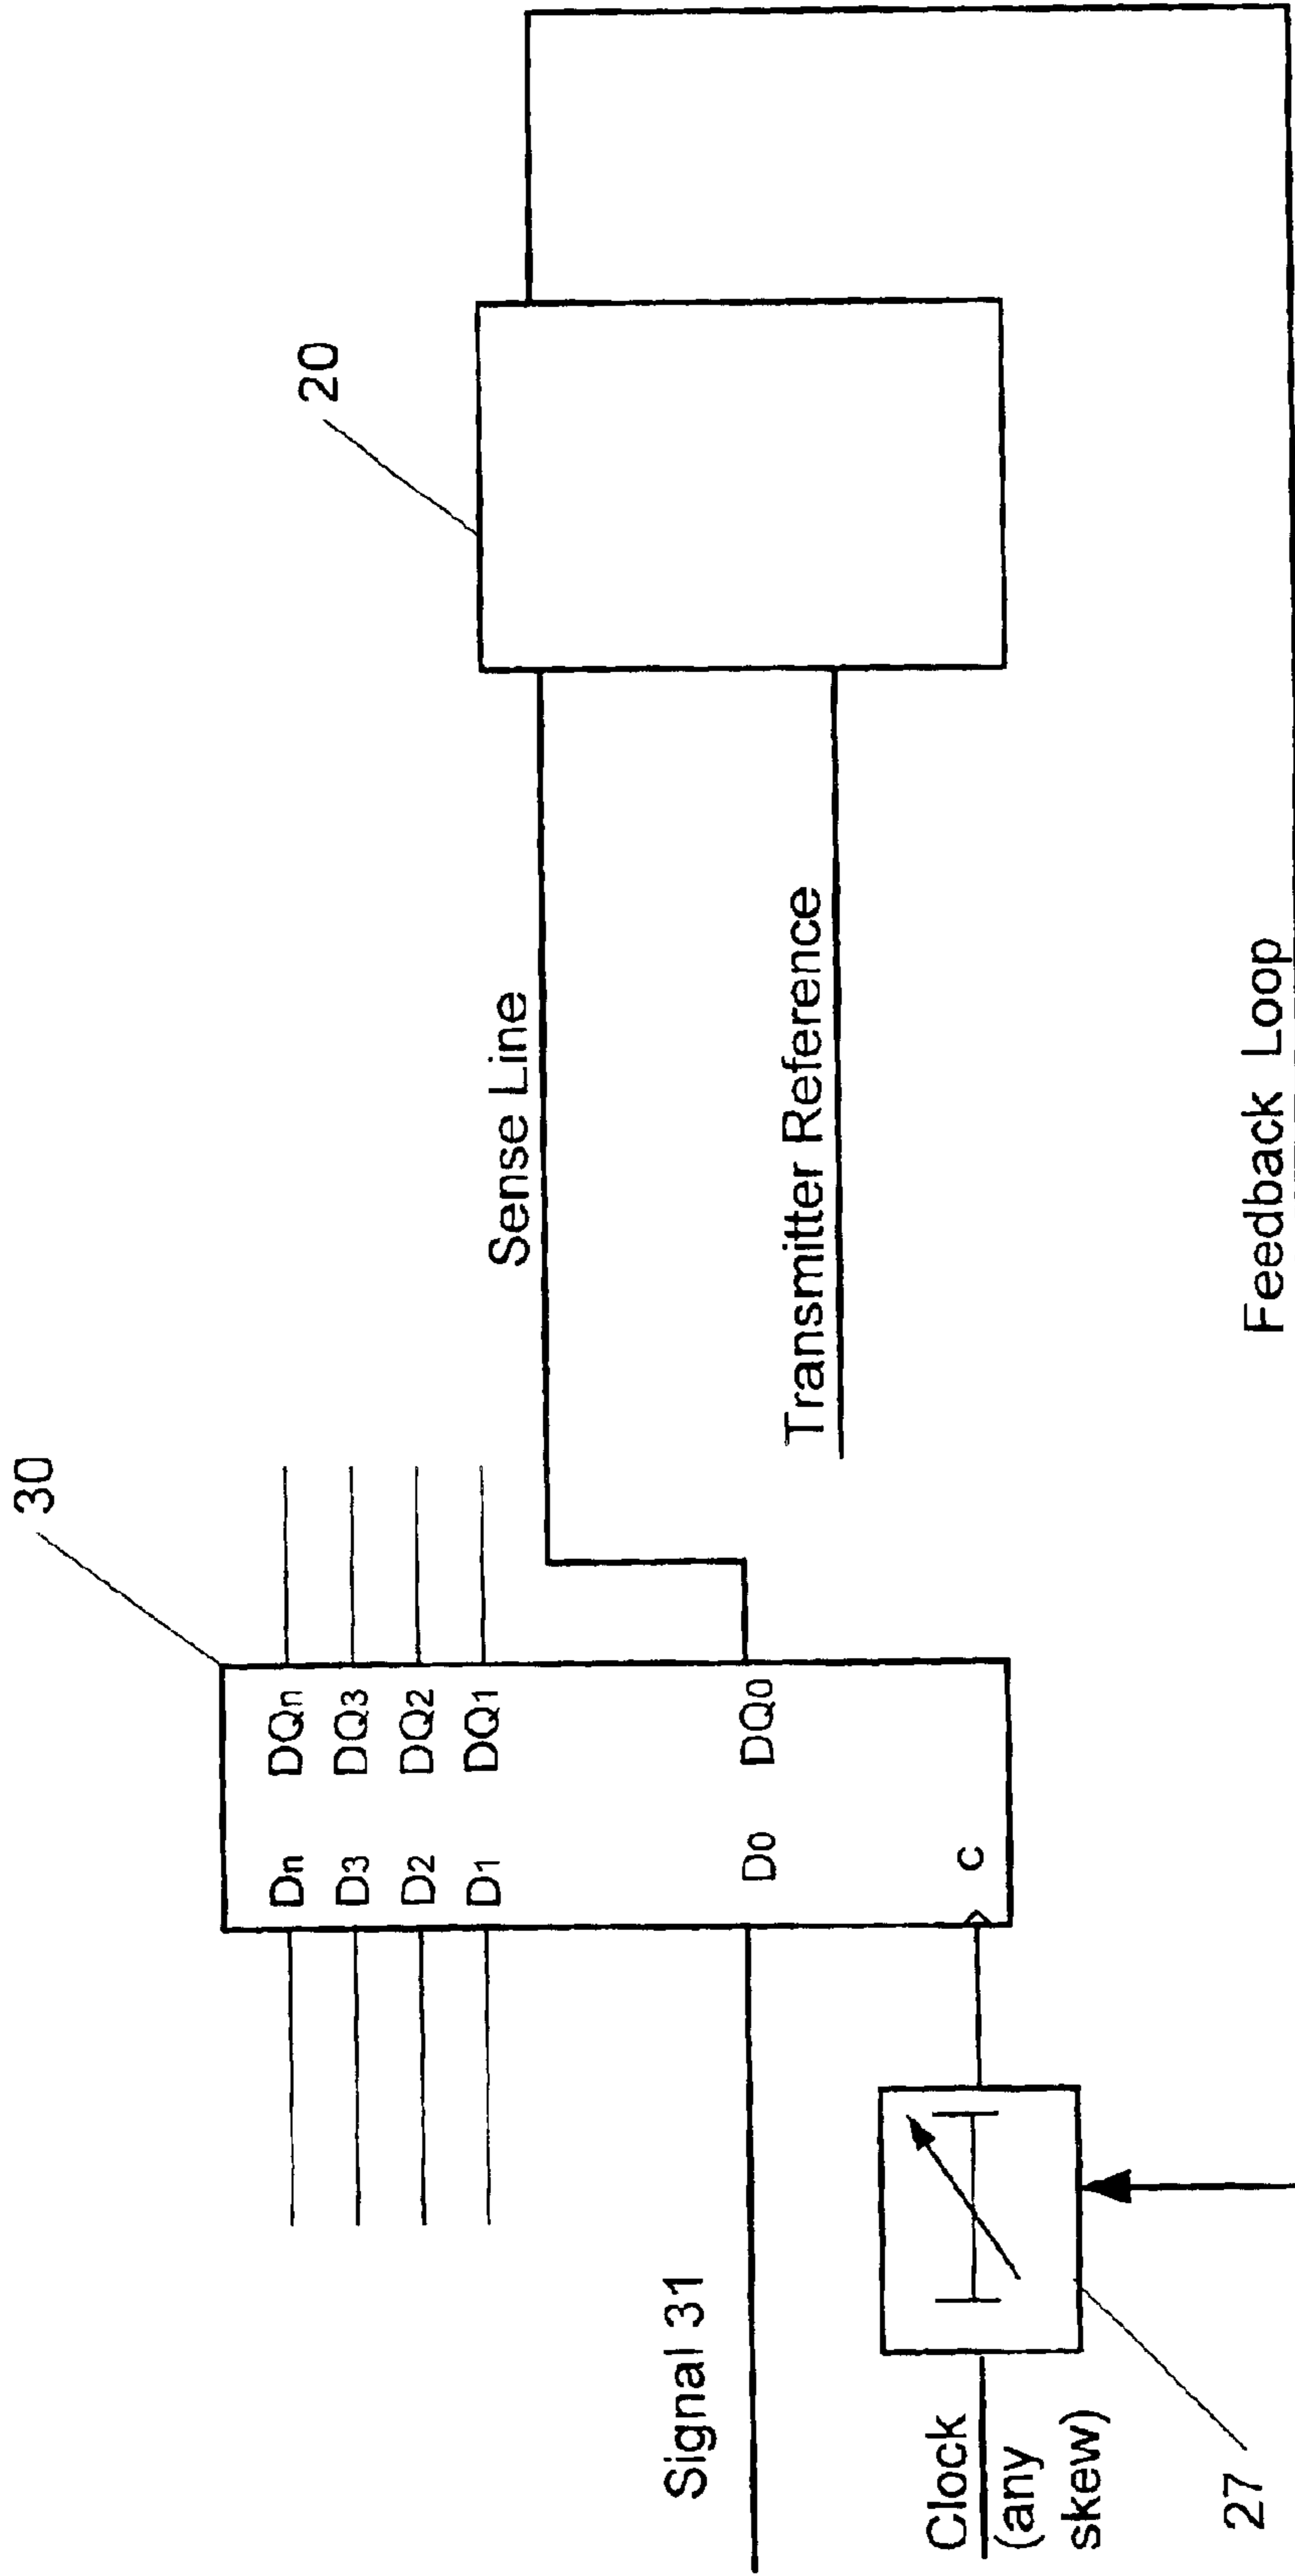 30
20
Dn DQn
D3 DQ3
D2 DQ2
D1 DQ1
Sense Line
Signal 31
D0 DQ0
Transmitter Reference
Clock
(any
skew)
C
27
Feedback Loop